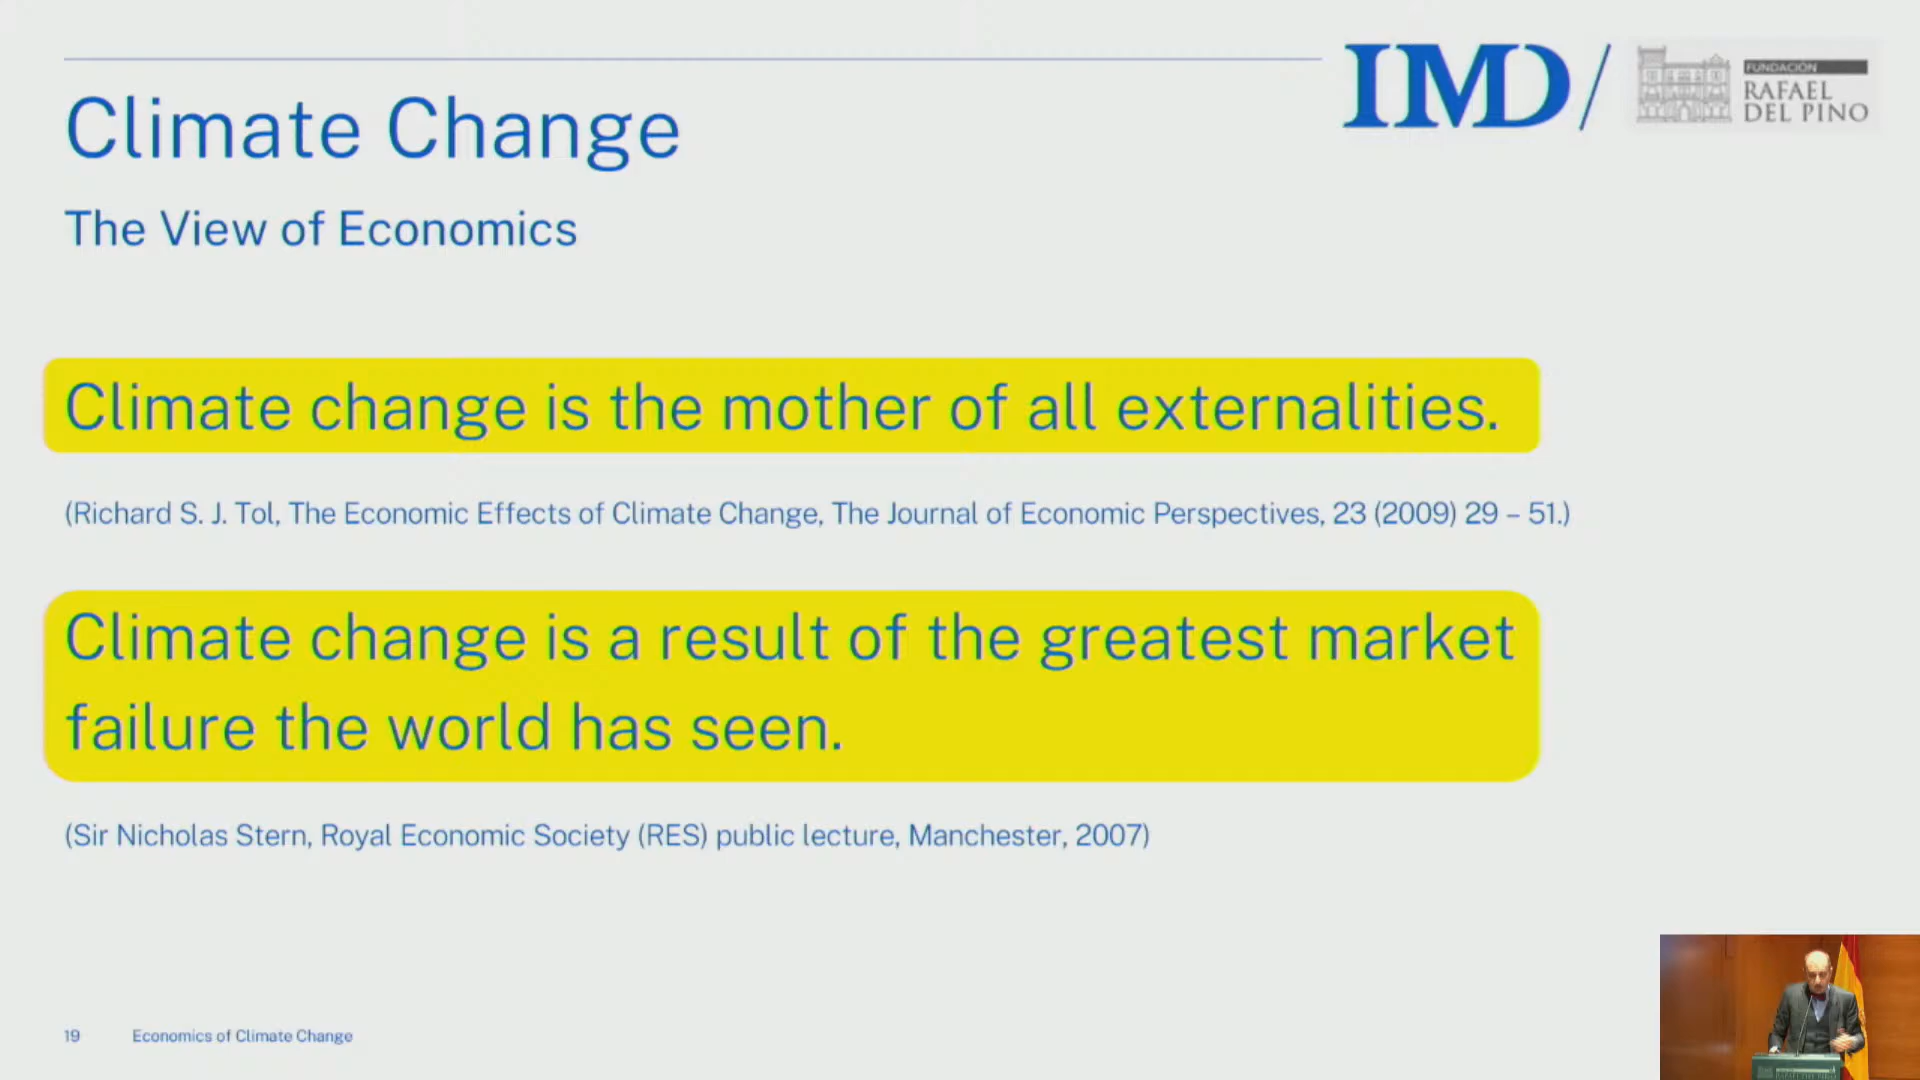 IMD
FUNDACIÓN
RAFAEL
DEL PINO
Climate Change
The View of Economics
Climate change is the mother of all externalities.
(Richard S. J. Tol, The Economic Effects of Climate Change, The Journal of Economic Perspectives, 23 (2009) 29 – 51.)
Climate change is a result of the greatest market
failure the world has seen.
(Sir Nicholas Stern, Royal Economic Society (RES) public lecture, Manchester, 2007)
19 Economics of Climate Change